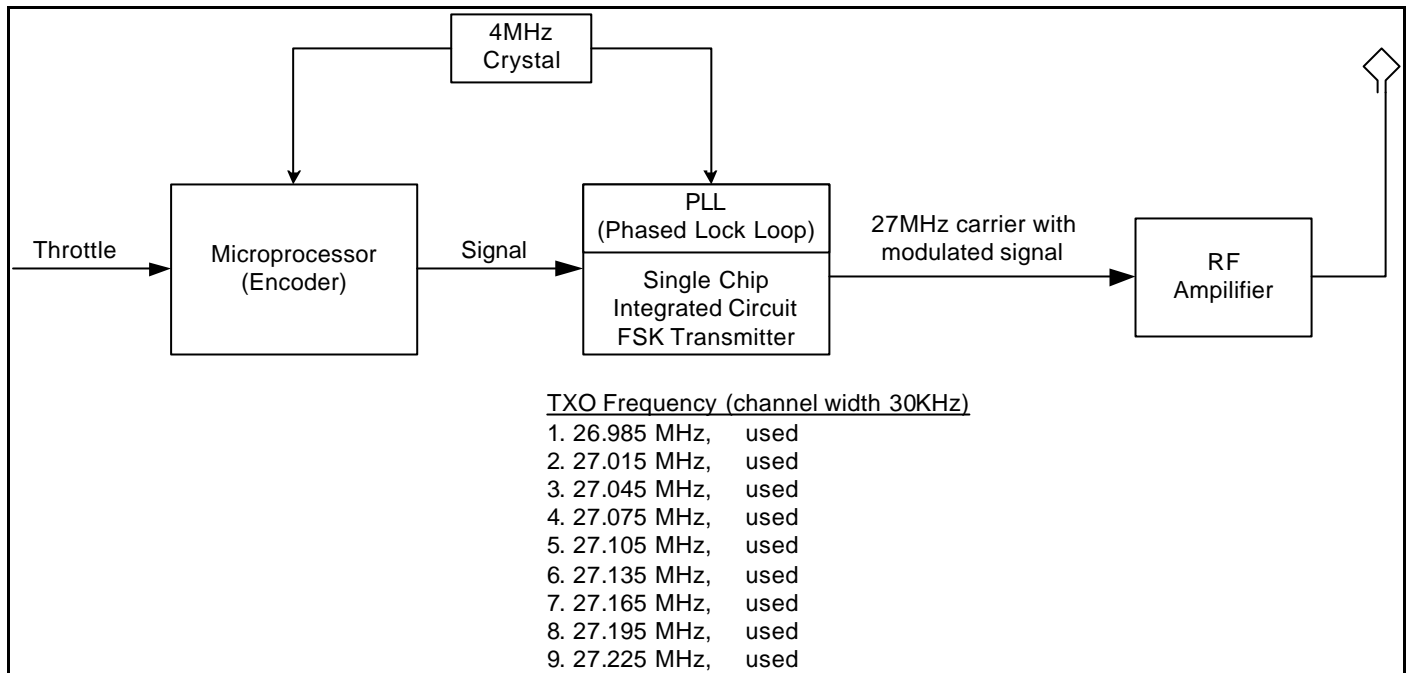 4MHz
Crystal
Throttle
Microprocessor
(Encoder)
Signal
PLL
(Phased Lock Loop)
Single Chip
Integrated Circuit
FSK Transmitter
27MHz carrier with
modulated signal
RF
Ampilifier
TXO Frequency (channel width 30KHz)
1. 26.985 MHz, used
2. 27.015 MHz, used
3. 27.045 MHz, used
4. 27.075 MHz, used
5. 27.105 MHz, used
6. 27.135 MHz, used
7. 27.165 MHz, used
8. 27.195 MHz, used
9. 27.225 MHz, used